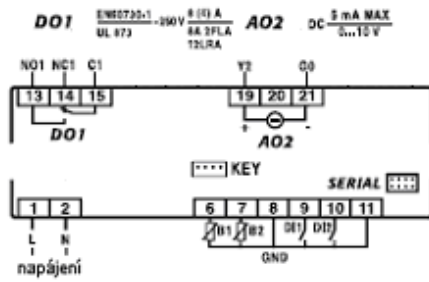 DO1 EN60730-1 UL 873 ~250V 8 (4) A 8A 2FLA 12LRA AO2 DC 5 mA MAX 0...10 V
NO1 NC1 C1 Y2 G0
13 14 15 19 20 21
DO1 + - AO2
KEY
SERIAL
1 2 6 7 8 9 10 11
L N B1 B2 DI1 DI2
GND
napájení